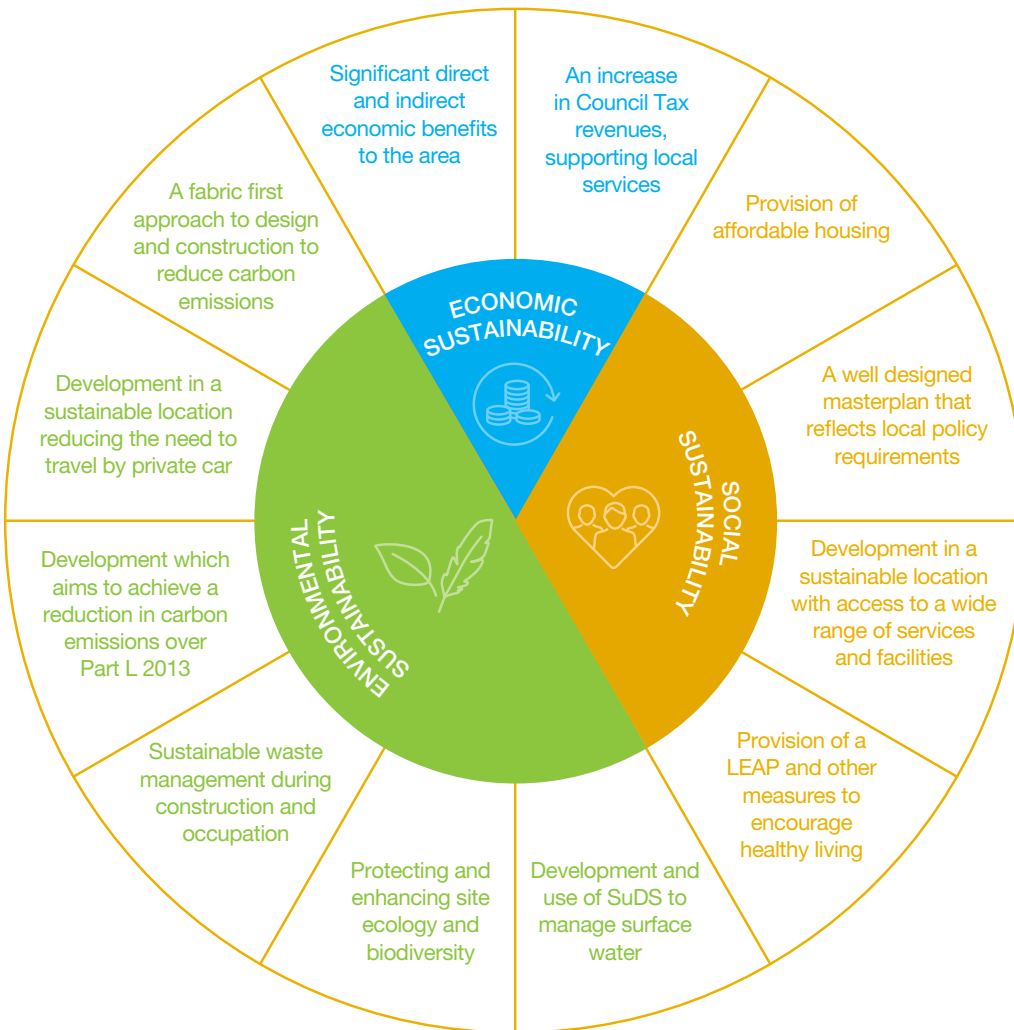 Significant direct
and indirect
economic benefits
to the area
An increase
in Council Tax
revenues,
supporting local
services
Provision of
affordable housing
A well designed
masterplan that
reflects local policy
requirements
Development in a
sustainable location
with access to a wide
range of services
and facilities
Provision of a
LEAP and other
measures to
encourage
healthy living
Development and
use of SuDS to
manage surface
water
Protecting and
enhancing site
ecology and
biodiversity
Sustainable waste
management during
construction and
occupation
Development which
aims to achieve a
reduction in carbon
emissions over
Part L 2013
Development in a
sustainable location
reducing the need to
travel by private car
A fabric first
approach to design
and construction to
reduce carbon
emissions
ECONOMIC
SUSTAINABILITY
SOCIAL
SUSTAINABILITY
ENVIRONMENTAL
SUSTAINABILITY